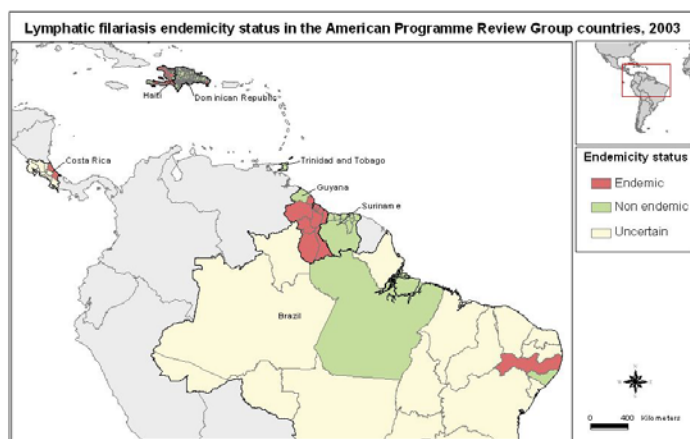 Lymphatic filariasis endemicity status in the American Programme Review Group countries, 2003
Haiti
Dominican Republic
Costa Rica
Trinidad and Tobago
Guyana
Suriname
Brazil
Endemicity status
Endemic
Non endemic
Uncertain
0 400 Kilometers